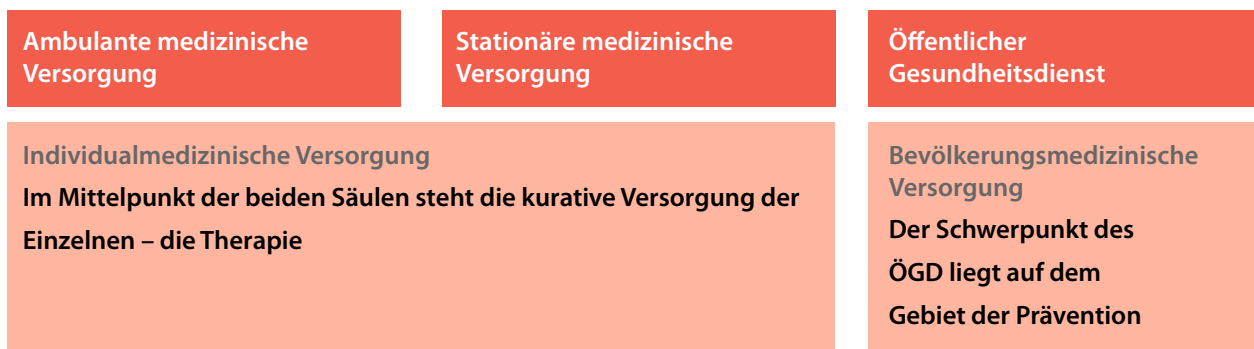 Ambulante medizinische
Versorgung
Stationäre medizinische
Versorgung
Öffentlicher
Gesundheitsdienst
Individualmedizinische Versorgung
Im Mittelpunkt der beiden Säulen steht die kurative Versorgung der
Einzelnen – die Therapie
Bevölkerungsmedizinische
Versorgung
Der Schwerpunkt des
ÖGD liegt auf dem
Gebiet der Prävention